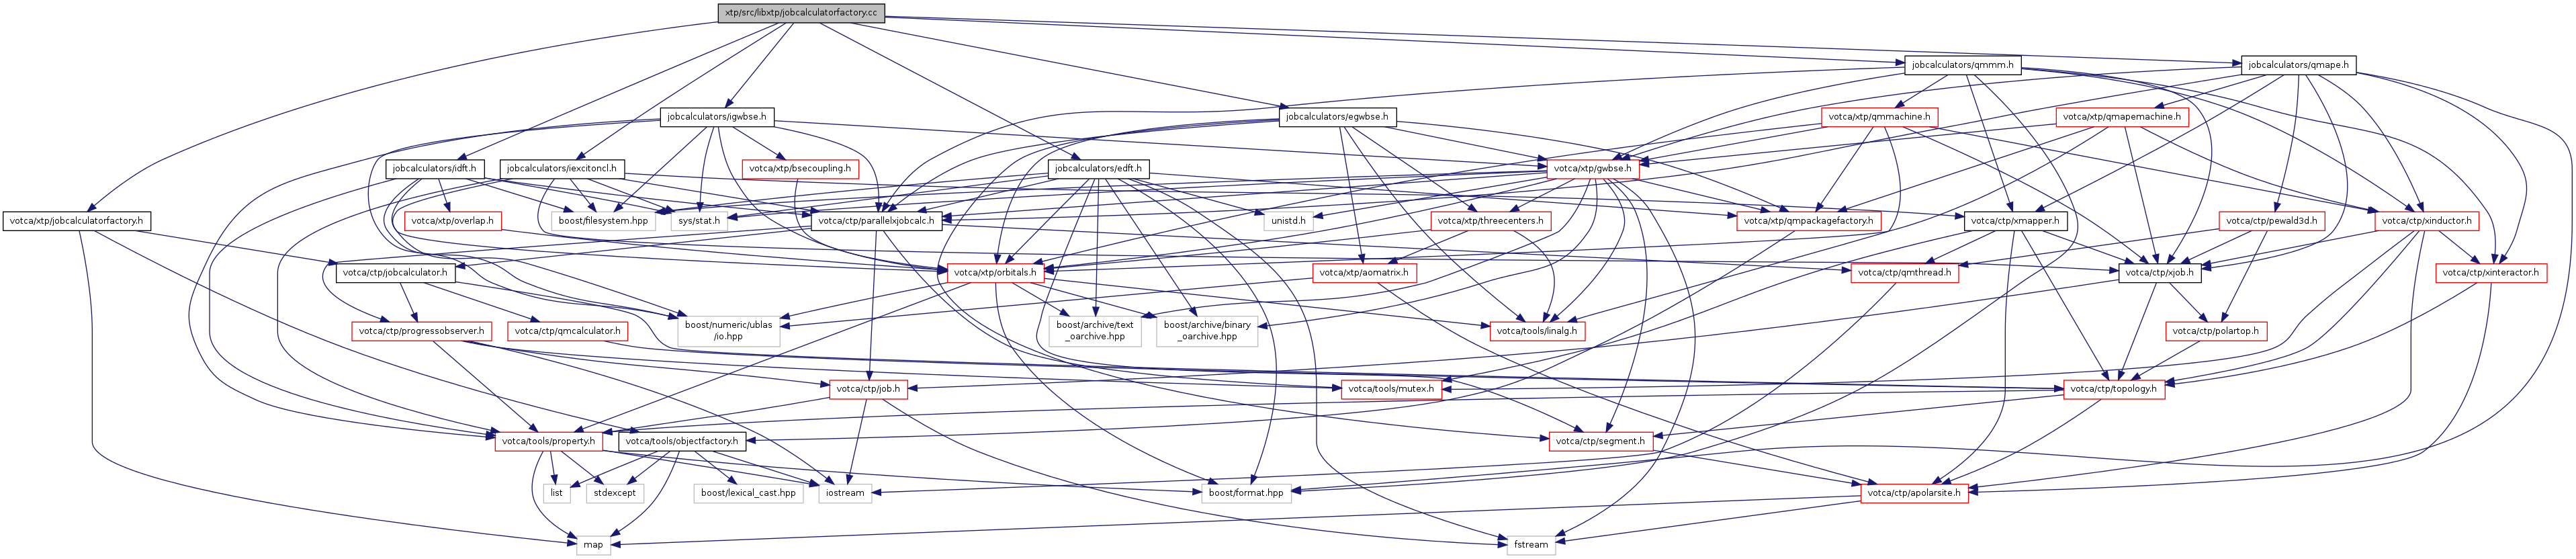 xtp/src/libxtp/jobcalculatorfactory.cc
jobcalculators/qmmm.h
jobcalculators/qmape.h
jobcalculators/igwbse.h
jobcalculators/egwbse.h
votca/xtp/qmmachine.h
votca/xtp/qmapemachine.h
jobcalculators/idft.h
jobcalculators/iexcitoncl.h
votca/xtp/bsecoupling.h
jobcalculators/edft.h
votca/xtp/gwbse.h
votca/xtp/jobcalculatorfactory.h
votca/xtp/overlap.h
boost/filesystem.hpp
sys/stat.h
votca/ctp/parallelxjobcalc.h
unistd.h
votca/xtp/threecenters.h
votca/xtp/qmpackagefactory.h
votca/ctp/xmapper.h
votca/ctp/pewald3d.h
votca/ctp/xinductor.h
votca/ctp/jobcalculator.h
votca/xtp/orbitals.h
votca/xtp/aomatrix.h
votca/ctp/qmthread.h
votca/ctp/xjob.h
votca/ctp/xinteractor.h
votca/ctp/progressobserver.h
votca/ctp/qmcalculator.h
boost/numeric/ublas
/io.hpp
boost/archive/text
_oarchive.hpp
boost/archive/binary
_oarchive.hpp
votca/tools/linalg.h
votca/ctp/polartop.h
votca/ctp/job.h
votca/tools/mutex.h
votca/ctp/topology.h
votca/tools/property.h
votca/tools/objectfactory.h
votca/ctp/segment.h
list
stdexcept
boost/lexical_cast.hpp
iostream
boost/format.hpp
votca/ctp/apolarsite.h
map
fstream